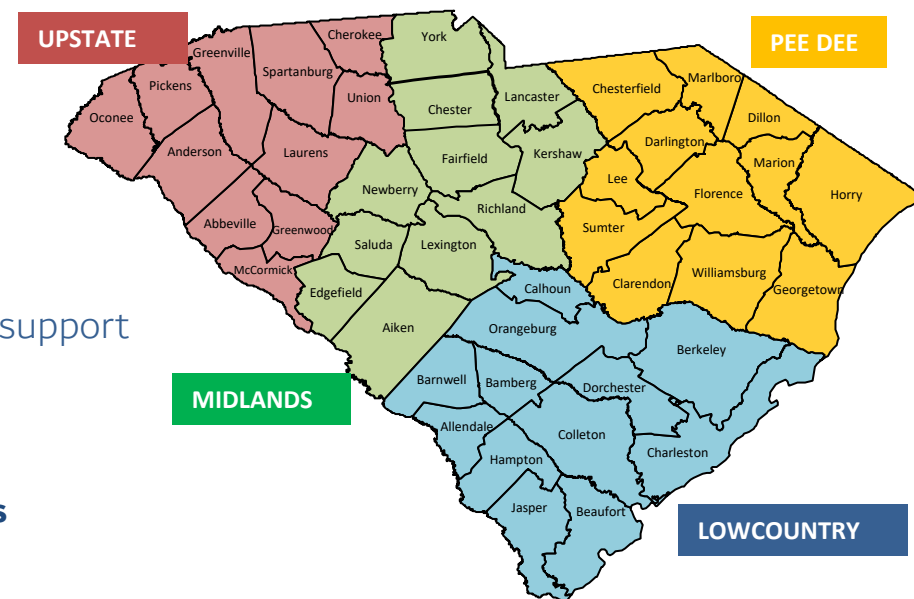 UPSTATE
PEE DEE
Cherokee
York
Greenville
Spartanburg
Pickens
Union
Oconee
Chester
Lancaster
Chesterfield
Marlboro
Dillon
Anderson
Laurens
Fairfield
Kershaw
Darlington
Marion
Lee
Florence
Horry
Newberry
Abbeville
Greenwood
Richland
Saluda
Lexington
Sumter
McCormick
Edgefield
Calhoun
Clarendon
Williamsburg
Georgetown
support
Aiken
Orangeburg
Berkeley
Barnwell
Bamberg
Dorchester
MIDLANDS
Allendale
Colleton
Charleston
Hampton
s
Jasper
Beaufort
LOWCOUNTRY